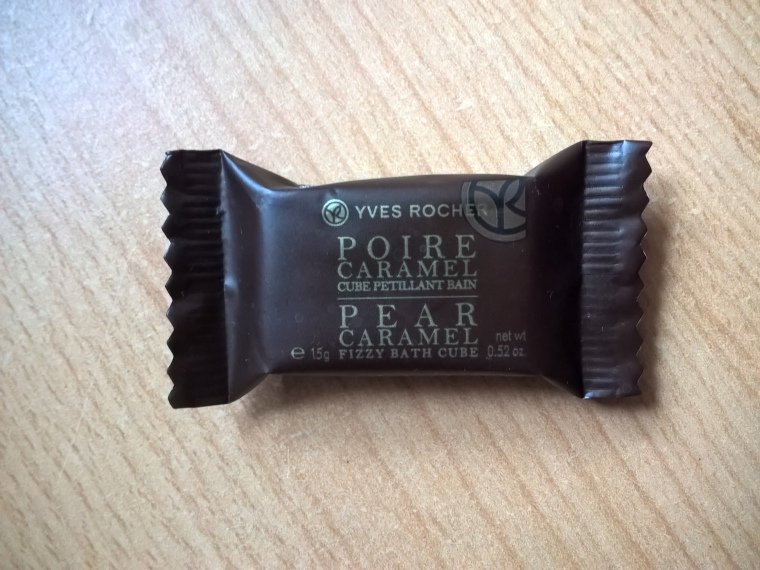 YVES ROCHER
POIRE
CARAMEL
CUBE PETILLANT BAIN
PEAR
CARAMEL
FIZZY BATH CUBE
e 15g
net wt
0.52 oz.